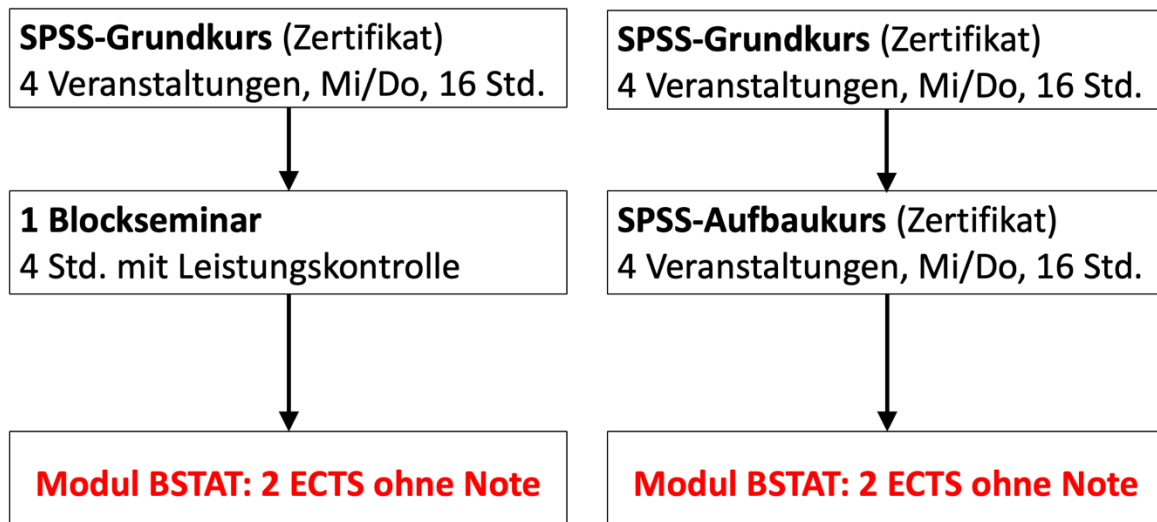 SPSS-Grundkurs (Zertifikat)
4 Veranstaltungen, Mi/Do, 16 Std.
1 Blockseminar
4 Std. mit Leistungskontrolle
Modul BSTAT: 2 ECTS ohne Note
SPSS-Grundkurs (Zertifikat)
4 Veranstaltungen, Mi/Do, 16 Std.
SPSS-Aufbaukurs (Zertifikat)
4 Veranstaltungen, Mi/Do, 16 Std.
Modul BSTAT: 2 ECTS ohne Note